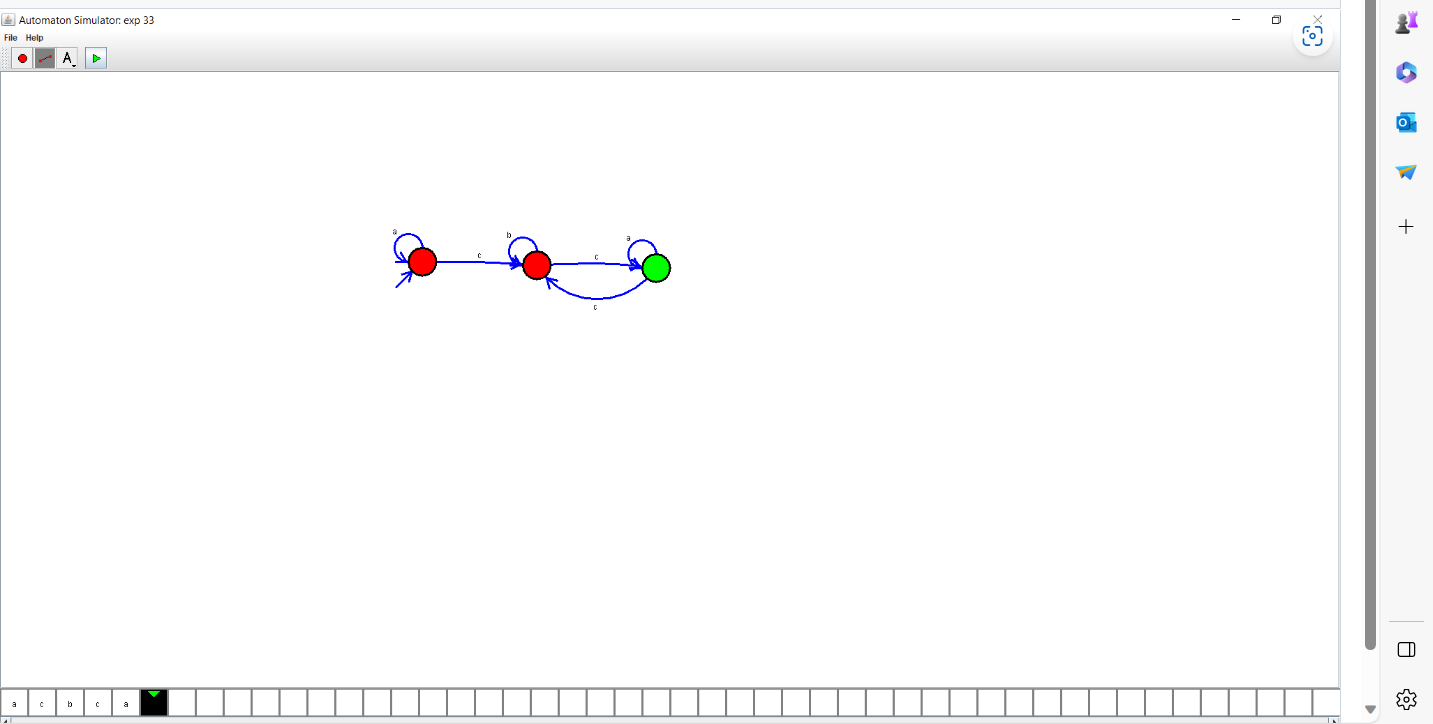 Automaton Simulator: exp 33
File Help
A
a b a
c c
c
a c b c a